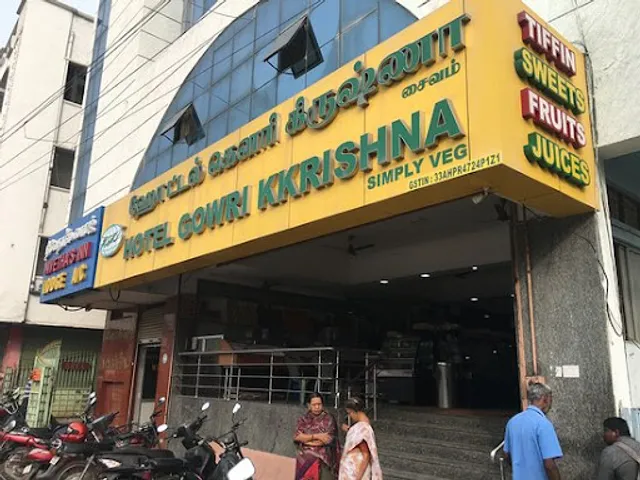 ஹோட்டல் கௌரி கிருஷ்ணா
சைவம்
HOTEL GOWRI KKRISHNA
SIMPLY VEG
GSTIN : 33AHPR4724P1Z1
TIFFIN
SWEETS
FRUITS
JUICES